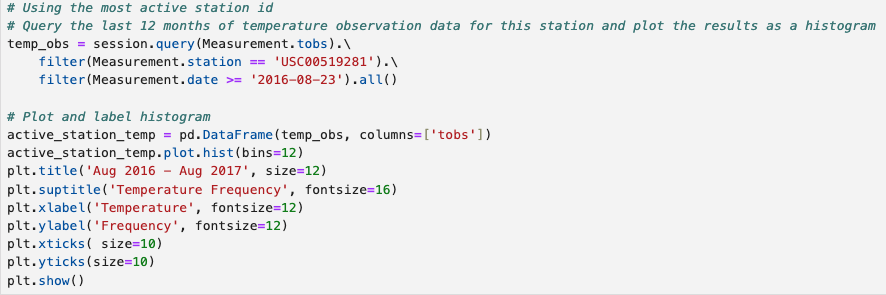 # Using the most active station id
# Query the last 12 months of temperature observation data for this station and plot the results as a histogram
temp_obs = session.query(Measurement.tobs).\
    filter(Measurement.station == 'USC00519281').\
    filter(Measurement.date >= '2016-08-23').all()

# Plot and label histogram
active_station_temp = pd.DataFrame(temp_obs, columns=['tobs'])
active_station_temp.plot.hist(bins=12)
plt.title('Aug 2016 - Aug 2017', size=12)
plt.suptitle('Temperature Frequency', fontsize=16)
plt.xlabel('Temperature', fontsize=12)
plt.ylabel('Frequency', fontsize=12)
plt.xticks( size=10)
plt.yticks(size=10)
plt.show()